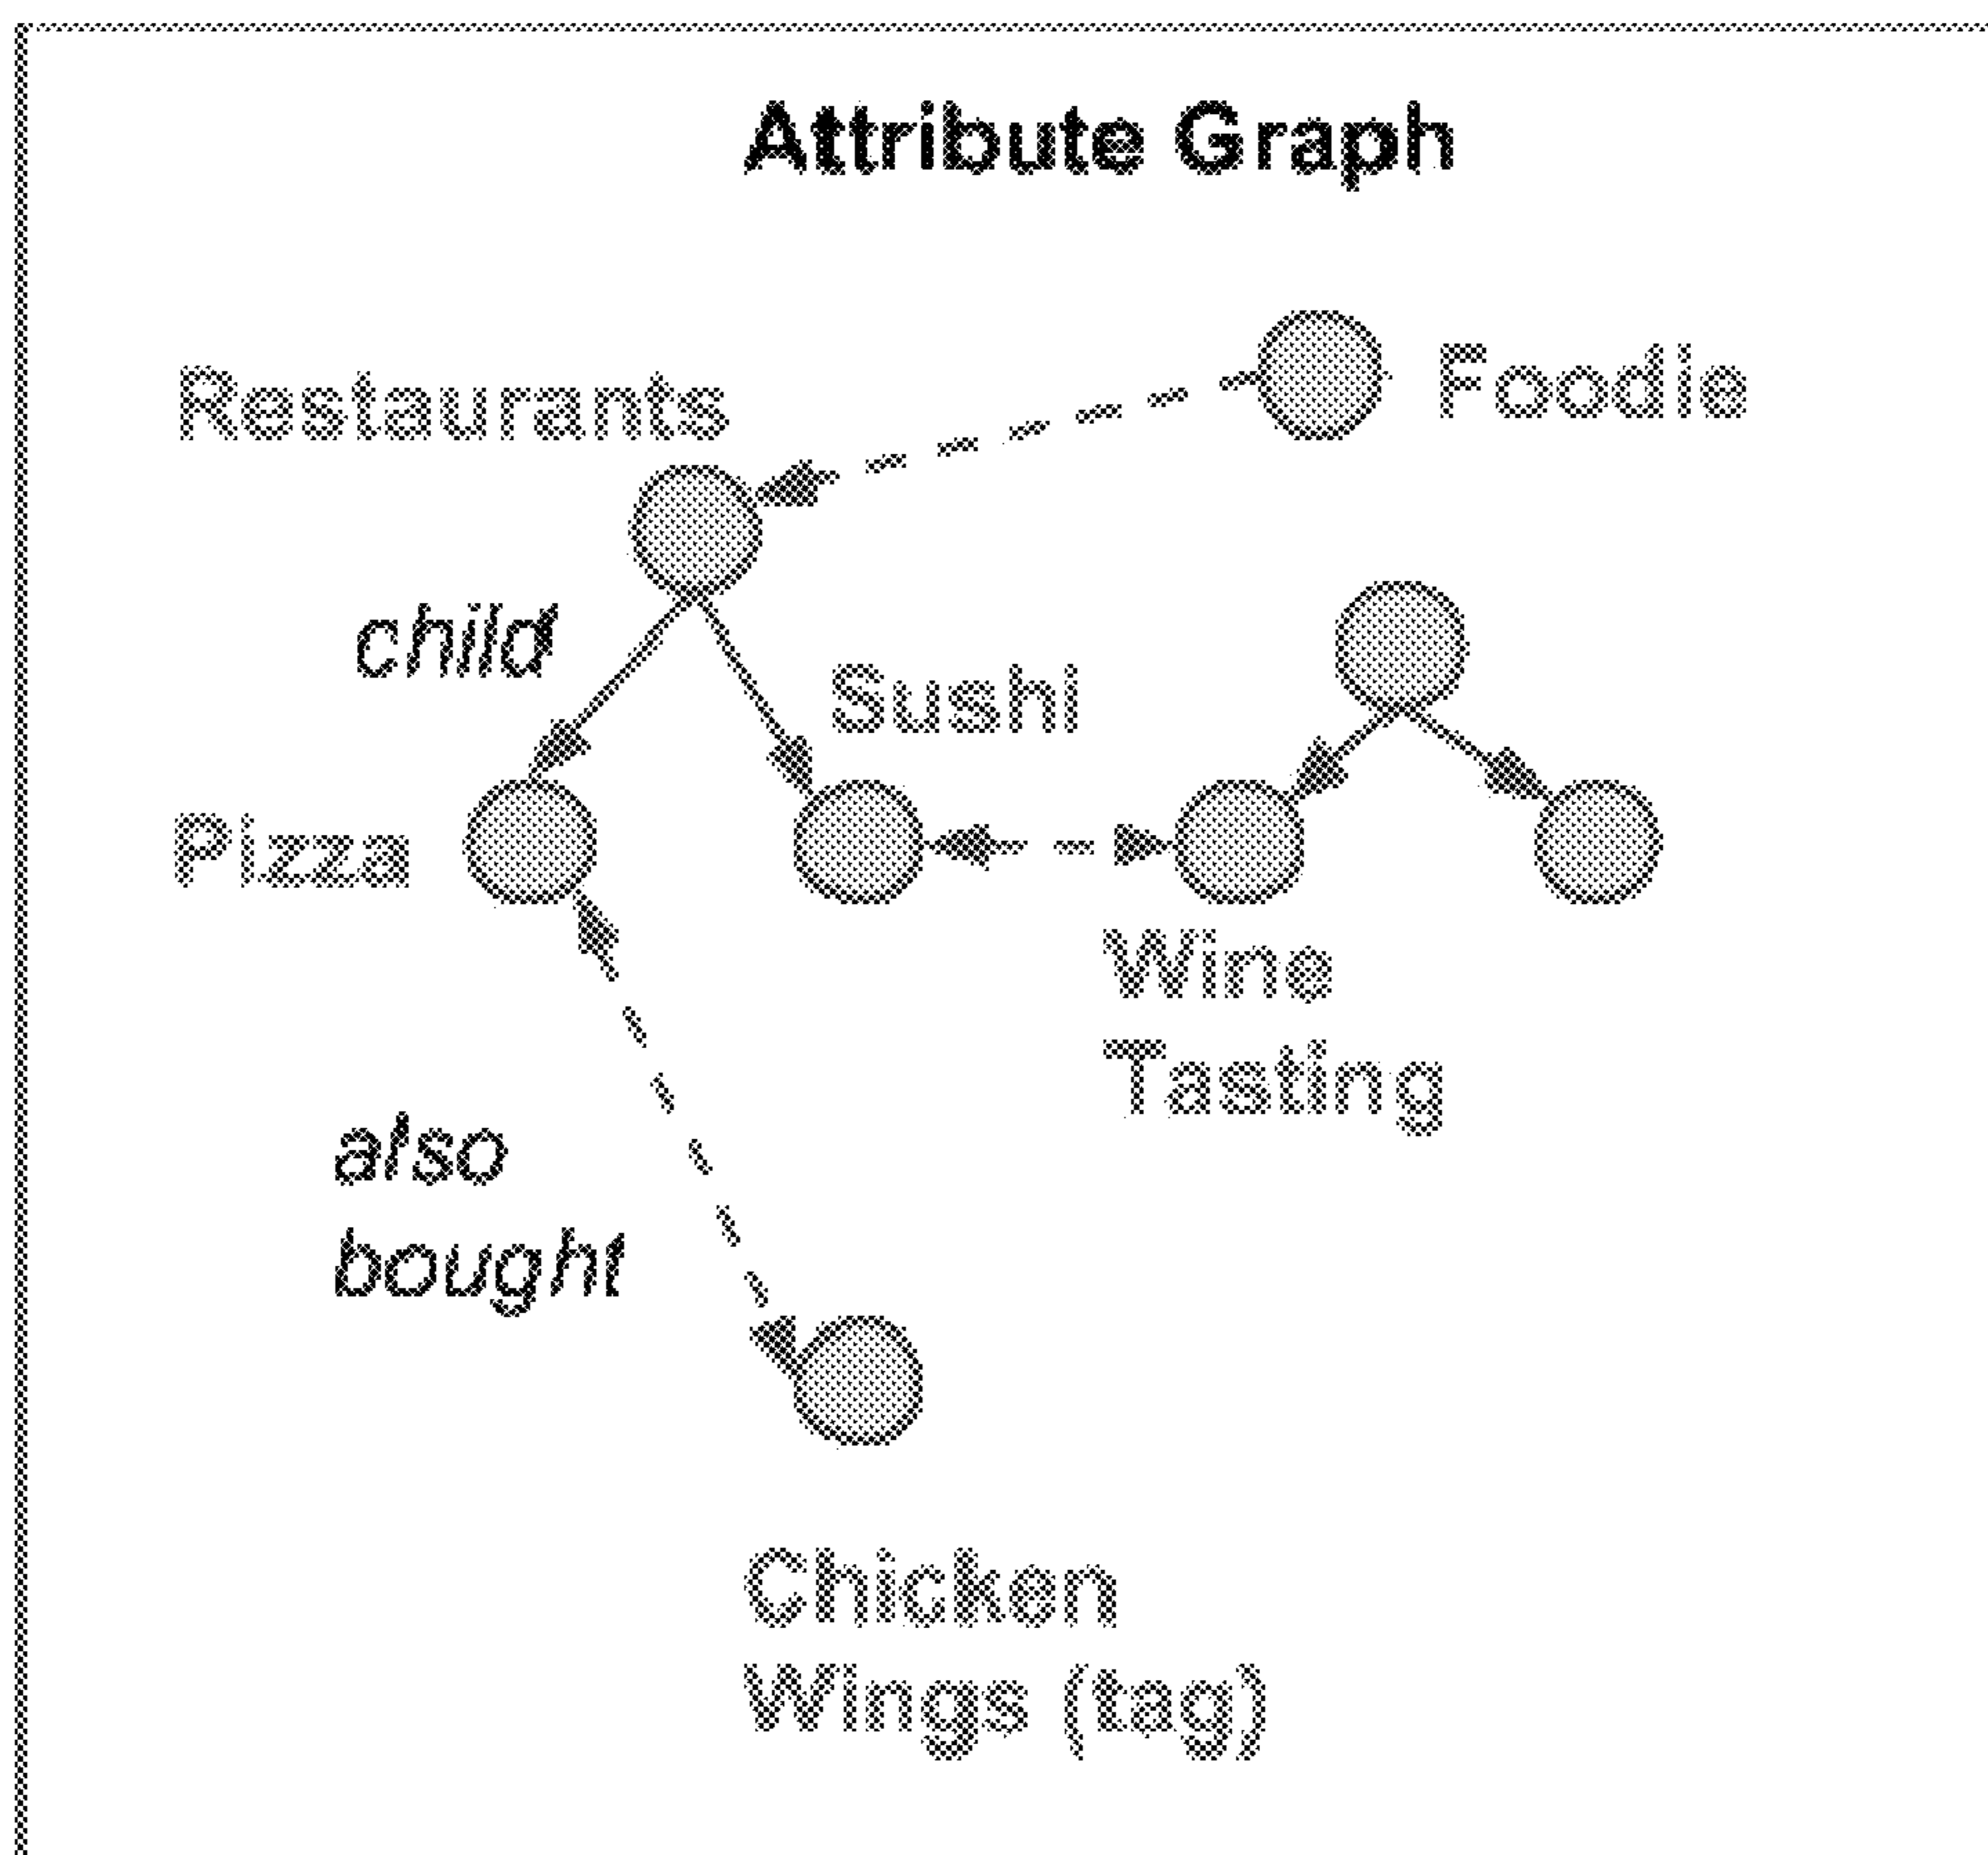 Attribute Graph
Restaurants
Foodie
child
Sushi
Pizza
Wine
Tasting
also
bought
Chicken
Wings (tag)